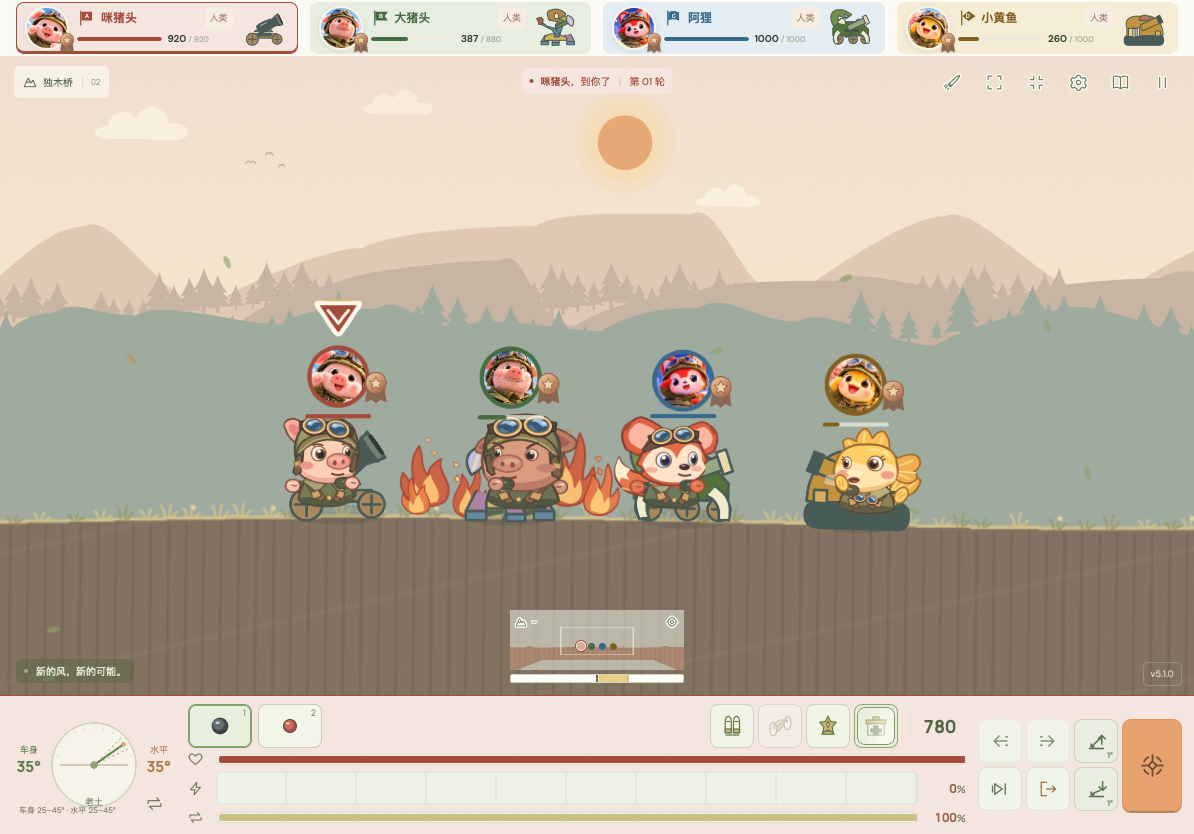 A 咪猪头 人类
920 / 920
大猪头 人类
387 / 880
C 阿狸 人类
1000 / 1000
小黄鱼 人类
260 / 1000
独木桥 02
咪猪头，到你了 第 01 轮
新的风，新的可能。
v5.1.0
1
2
780
车身
35°
水平
35°
老土
车身 25–45° · 水平 25–45°
0%
100%
1°
1°